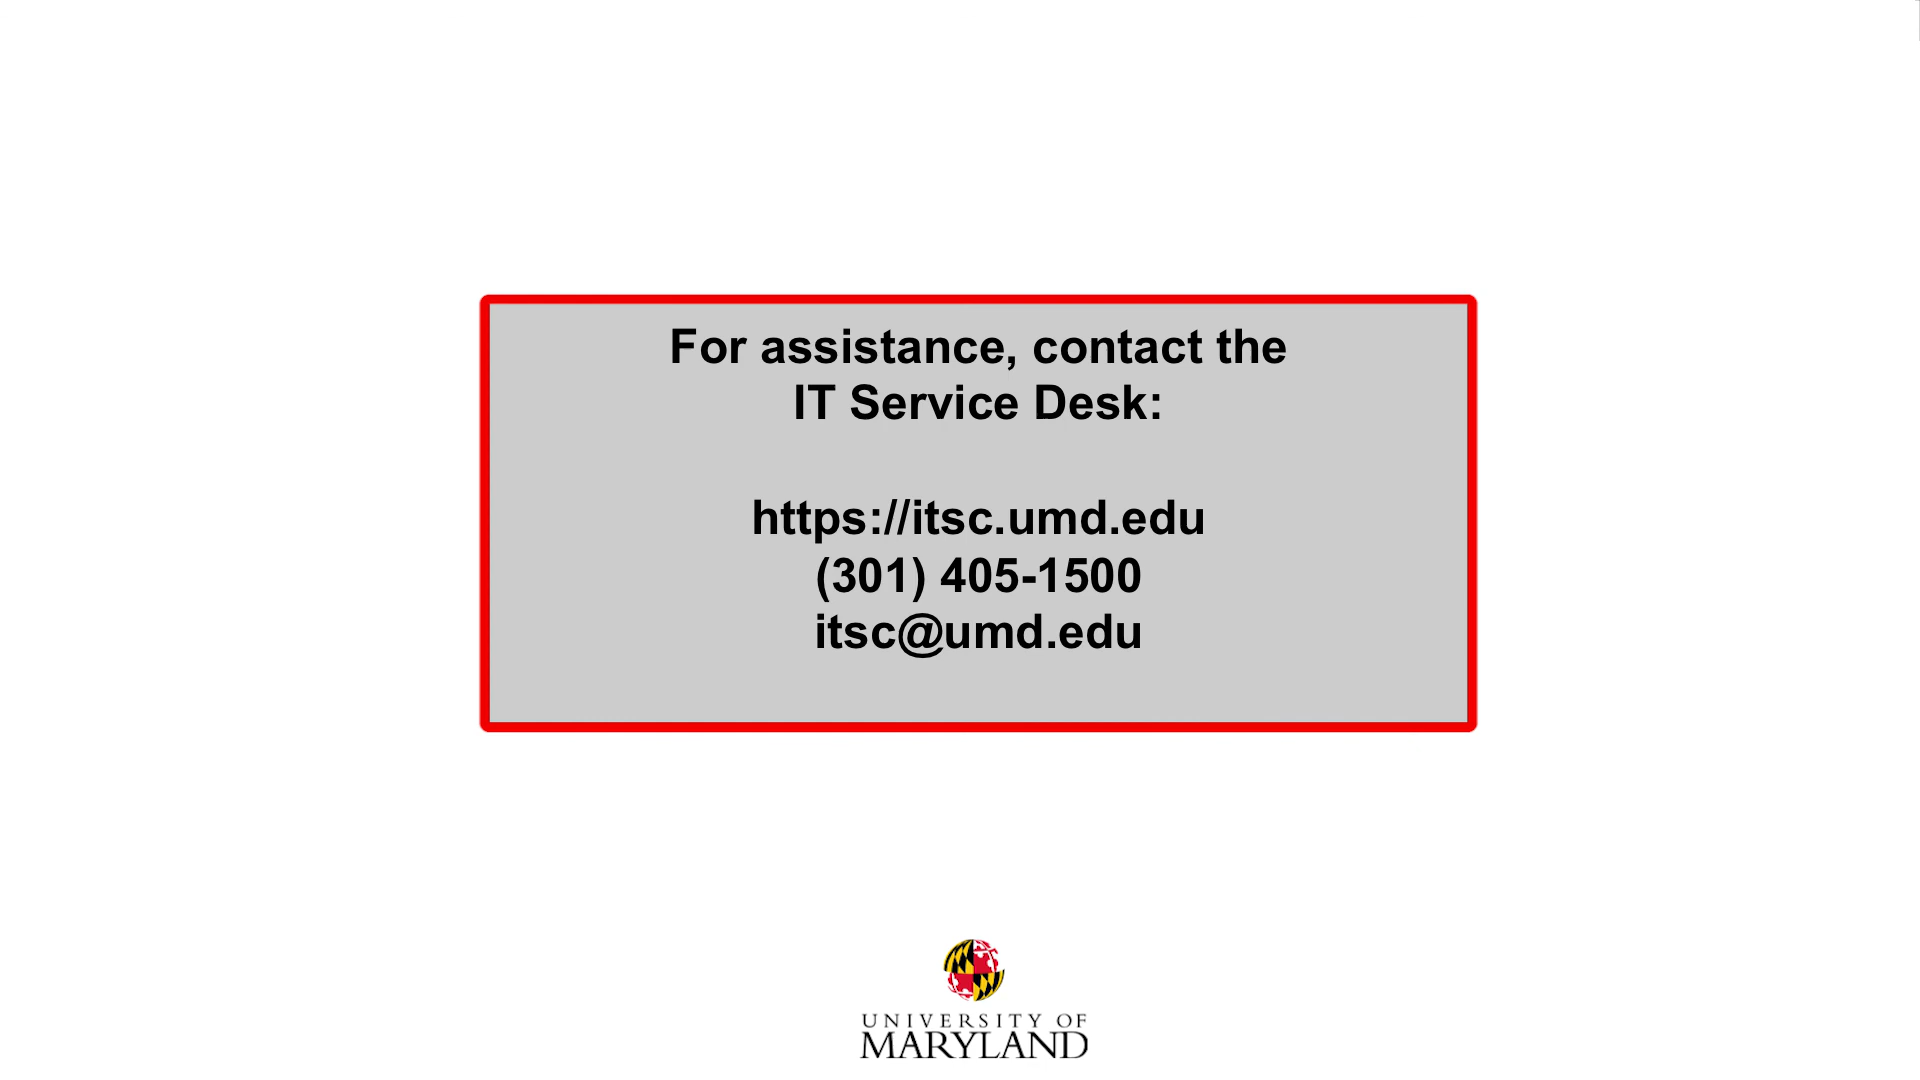 For assistance, contact the
IT Service Desk:
https://itsc.umd.edu
(301) 405-1500
itsc@umd.edu
UNIVERSITY OF
MARYLAND